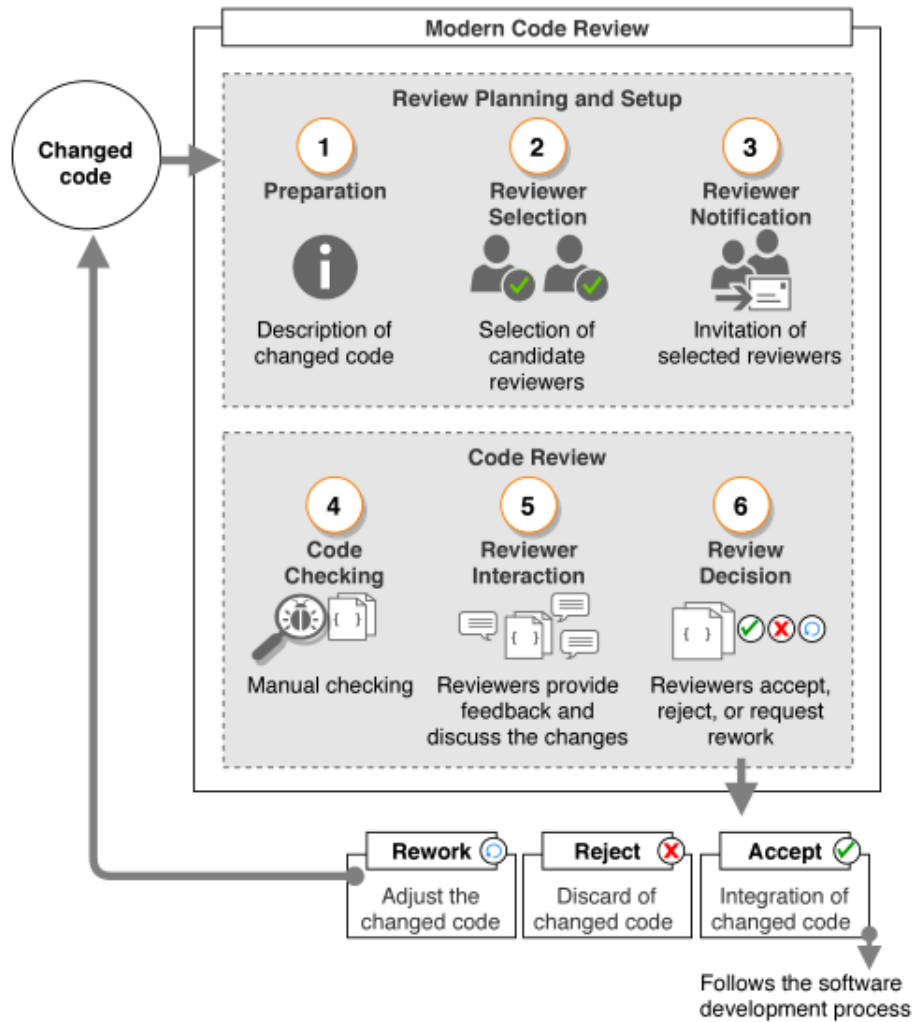 Modern Code Review
Changed
code
Review Planning and Setup
1
Preparation
Description of
changed code
2
Reviewer
Selection
Selection of
candidate
reviewers
3
Reviewer
Notification
Invitation of
selected reviewers
Code Review
4
Code
Checking
{ }
Manual checking
5
Reviewer
Interaction
{ }
Reviewers provide
feedback and
discuss the changes
6
Review
Decision
{ }
Reviewers accept,
reject, or request
rework
Rework
Adjust the
changed code
Reject
Discard of
changed code
Accept
Integration of
changed code
Follows the software
development process